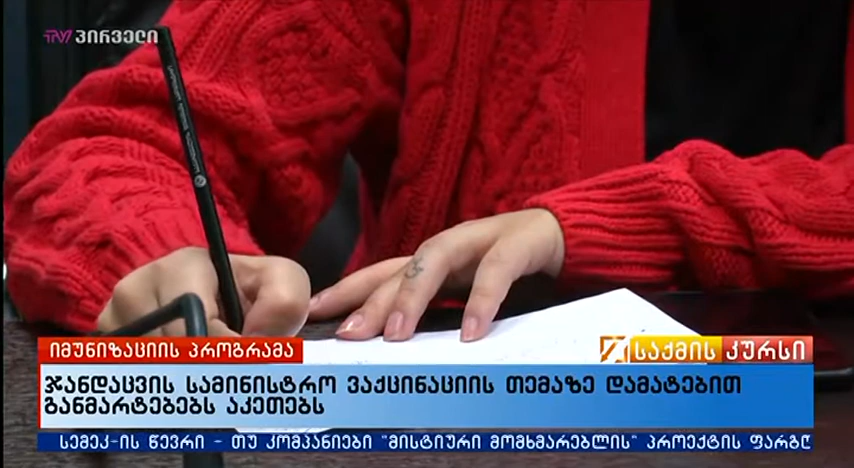 TV ᲞᲘᲠᲕᲔᲚᲘ
ᲘᲛᲣᲜᲘᲖᲐᲪᲘᲘᲡ ᲞᲠᲝᲒᲠᲐᲛᲐ
ᲡᲐᲥᲛᲘᲡ ᲙᲣᲠᲡᲘ
ᲯᲐᲜᲓᲐᲪᲕᲘᲡ ᲡᲐᲛᲘᲜᲘᲡᲢᲠᲝ ᲕᲐᲥᲪᲘᲜᲐᲪᲘᲘᲡ ᲗᲔᲛᲐᲖᲔ ᲓᲐᲛᲐᲢᲔᲑᲘᲗ
ᲒᲐᲜᲛᲐᲠᲢᲔᲑᲔᲑᲡ ᲐᲙᲔᲗᲔᲑᲡ
ᲡᲔᲛᲔᲙ-ᲘᲡ ᲬᲔᲕᲠᲘ - ᲗᲣ ᲙᲝᲛᲞᲐᲜᲘᲔᲑᲘ "ᲛᲘᲡᲢᲘᲣᲠᲘ ᲛᲝᲛᲮᲛᲐᲠᲔᲑᲚᲘᲡ" ᲞᲠᲝᲔᲥᲢᲘᲡ ᲤᲐᲠᲒᲚ